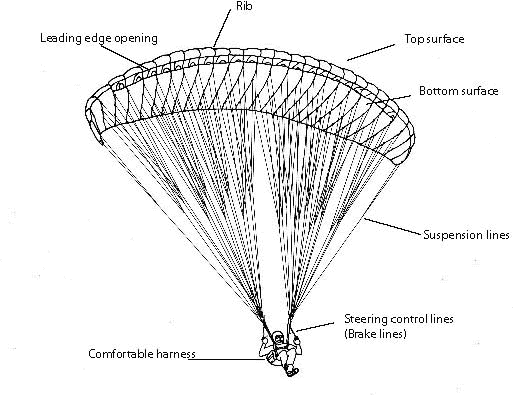 Rib
Leading edge opening
Top surface
Bottom surface
Suspension lines
Steering control lines
(Brake lines)
Comfortable harness